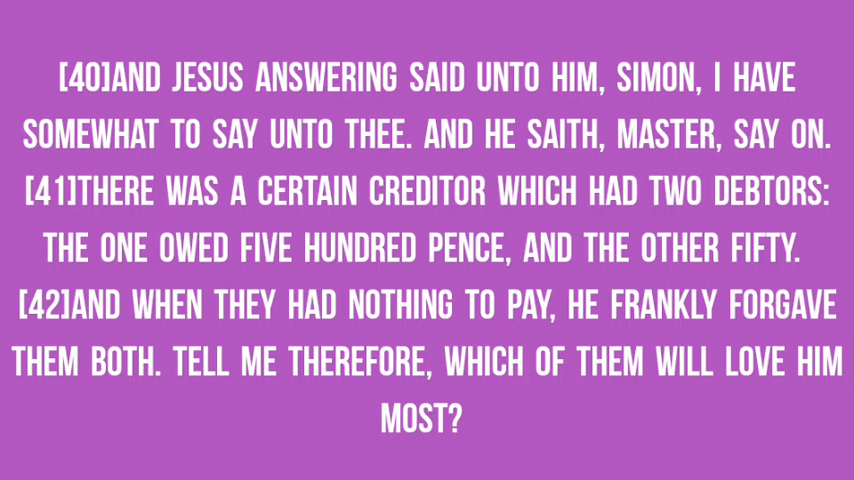 [40]AND JESUS ANSWERING SAID UNTO HIM, SIMON, I HAVE
SOMEWHAT TO SAY UNTO THEE. AND HE SAITH, MASTER, SAY ON.
[41]THERE WAS A CERTAIN CREDITOR WHICH HAD TWO DEBTORS:
THE ONE OWED FIVE HUNDRED PENCE, AND THE OTHER FIFTY.
[42]AND WHEN THEY HAD NOTHING TO PAY, HE FRANKLY FORGAVE
THEM BOTH. TELL ME THEREFORE, WHICH OF THEM WILL LOVE HIM
MOST?